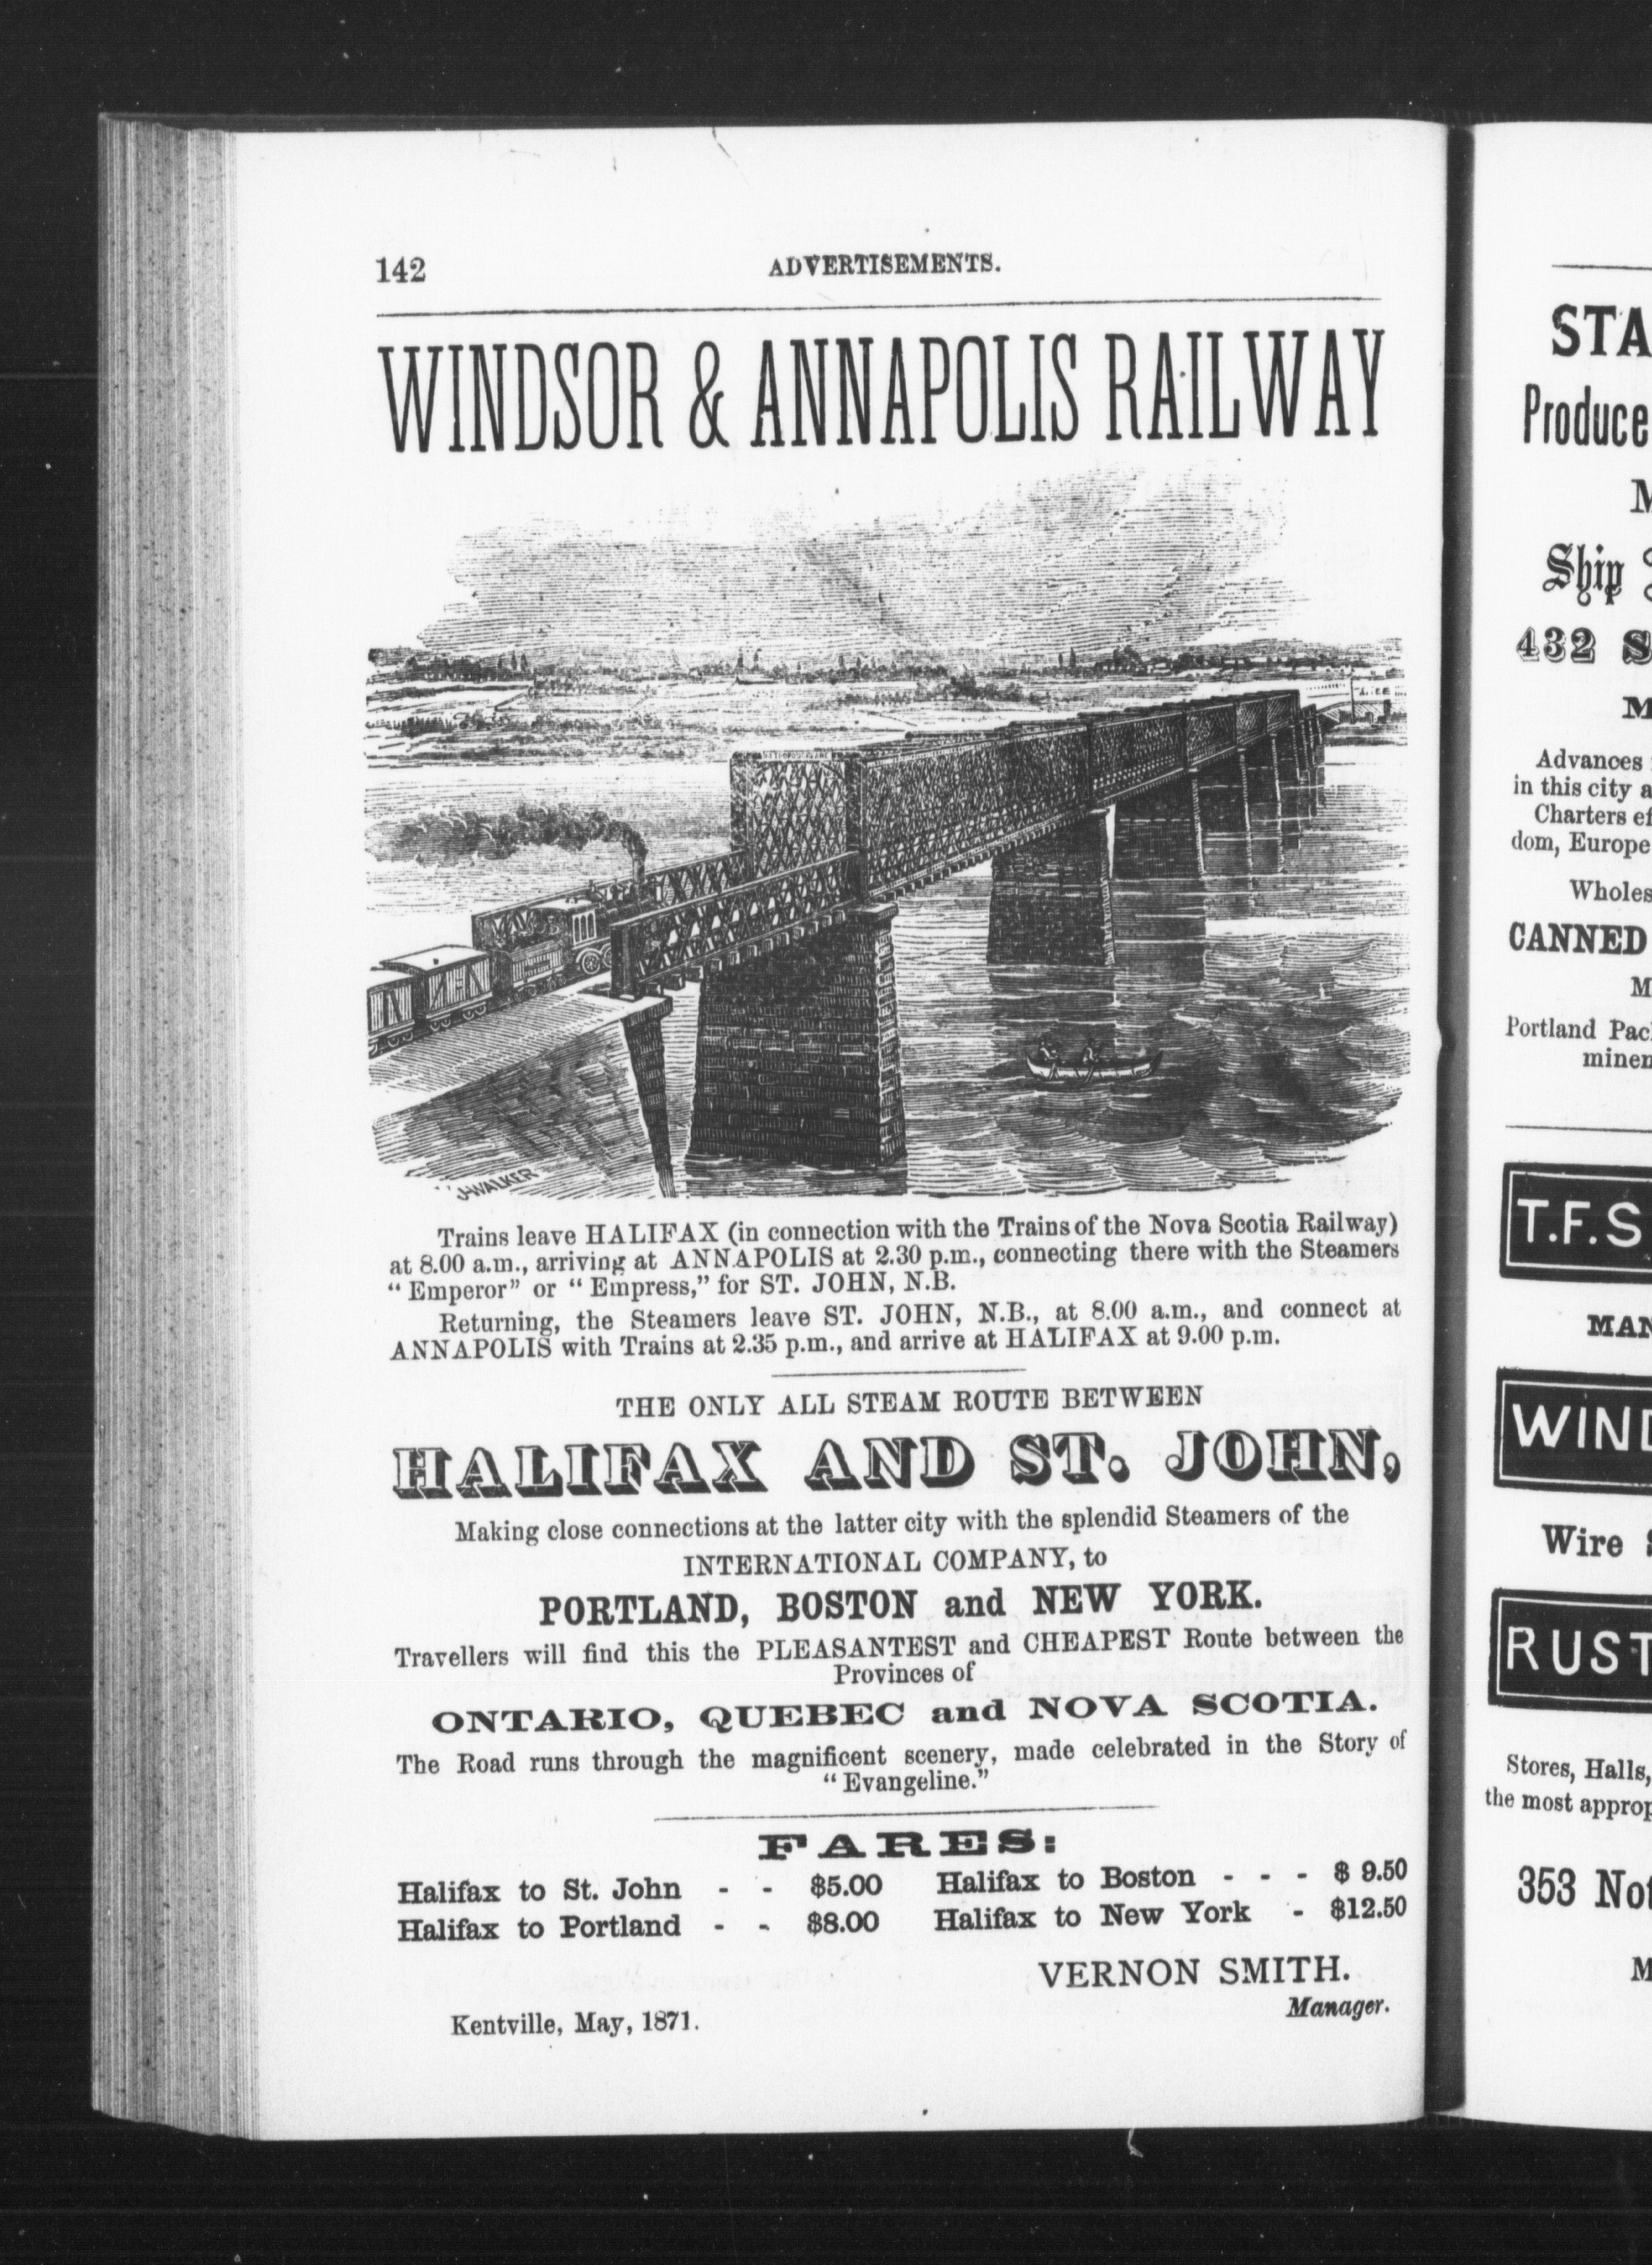 142
ADVERTISEMENTS.
WINDSOR & ANNAPOLIS RAILWAY
J. WALKER
Trains leave HALIFAX (in connection with the Trains of the Nova Scotia Railway)
at 8.00 a.m., arriving at ANNAPOLIS at 2.30 p.m., connecting there with the Steamers
“ Emperor” or “ Empress,” for ST. JOHN, N.B.
Returning, the Steamers leave ST. JOHN, N.B., at 8.00 a.m., and connect at
ANNAPOLIS with Trains at 2.35 p.m., and arrive at HALIFAX at 9.00 p.m.
THE ONLY ALL STEAM ROUTE BETWEEN
HALIFAX AND ST. JOHN,
Making close connections at the latter city with the splendid Steamers of the
INTERNATIONAL COMPANY, to
PORTLAND, BOSTON and NEW YORK.
Travellers will find this the PLEASANTEST and CHEAPEST Route between the
Provinces of
ONTARIO, QUEBEC and NOVA SCOTIA.
The Road runs through the magnificent scenery, made celebrated in the Story of
“ Evangeline.”
FARES:
Halifax to St. John - - $5.00 Halifax to Boston - - - $ 9.50
Halifax to Portland - - $8.00 Halifax to New York - $12.50
VERNON SMITH.
Manager.
Kentville, May, 1871.
STA
Produce
M
Ship
432 S
M
Advances
in this city a
Charters ef
dom, Europe
Wholes
CANNED
M
Portland Pac
minen
T.F.S
MAN
WIND
Wire S
RUST
Stores, Halls,
the most approp
353 Not
M